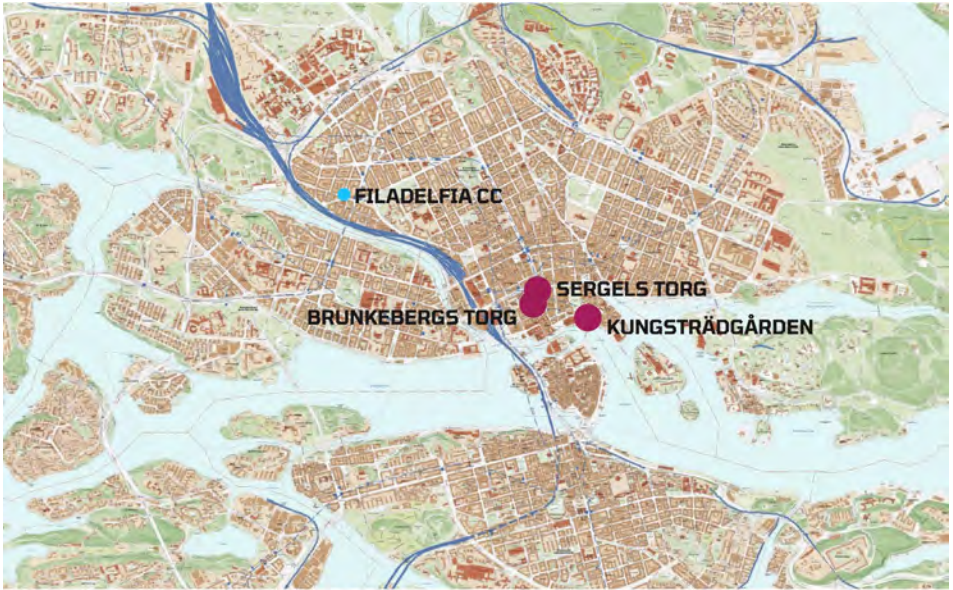 FILADELFIA CC
SERGELS TORG
BRUNKEBERGS TORG
KUNGSTRÄDGÅRDEN